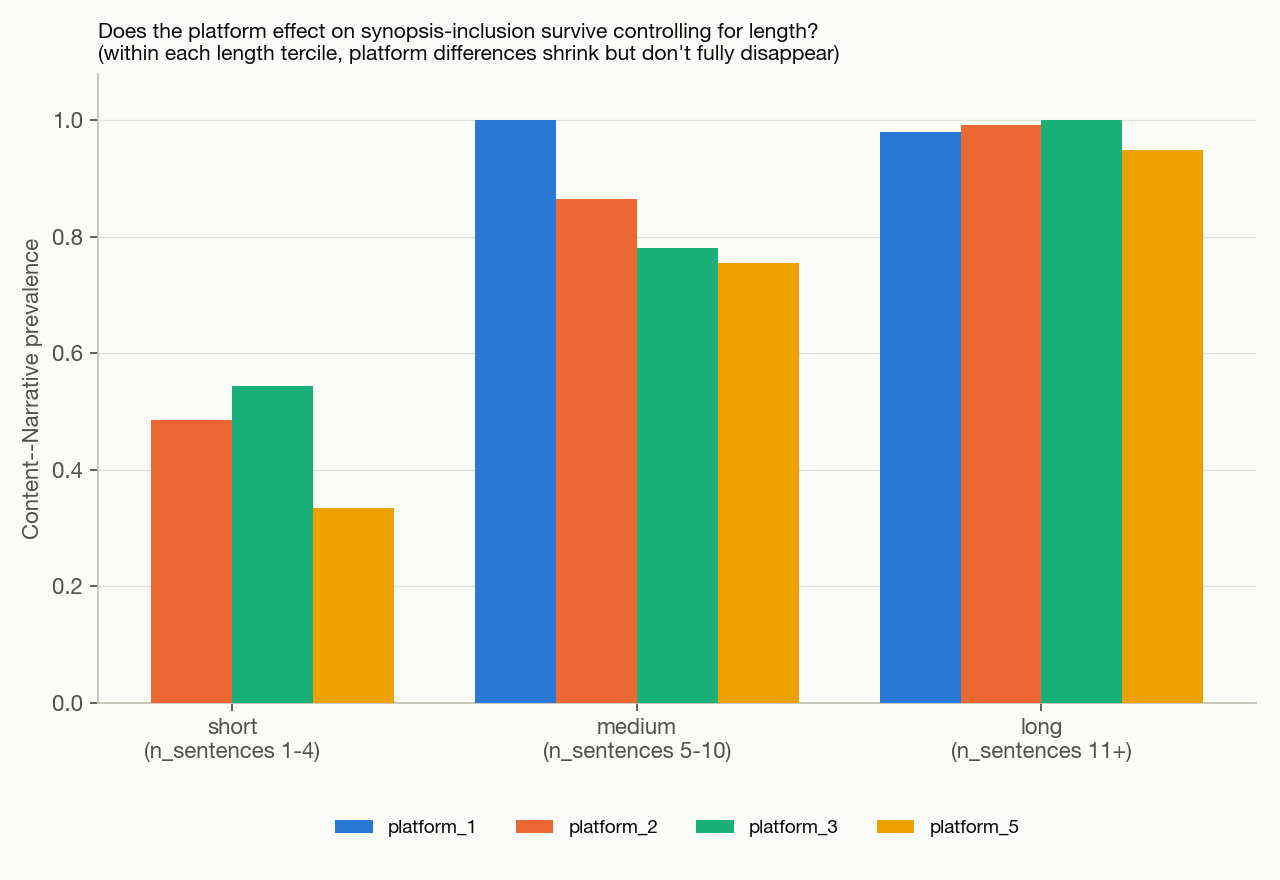 Does the platform effect on synopsis-inclusion survive controlling for length?
(within each length tercile, platform differences shrink but don't fully disappear)
Content--Narrative prevalence
1.0
0.8
0.6
0.4
0.2
0.0
short
(n_sentences 1-4)
medium
(n_sentences 5-10)
long
(n_sentences 11+)
platform_1
platform_2
platform_3
platform_5